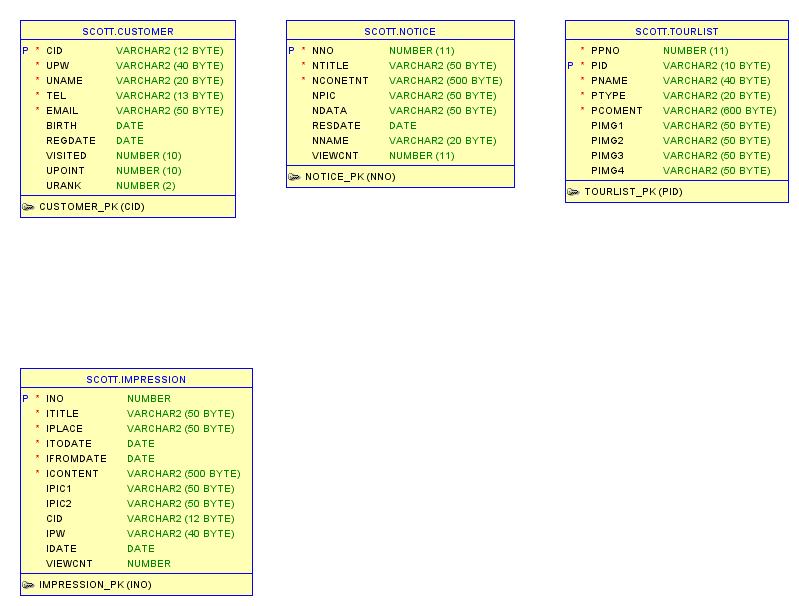 SCOTT.CUSTOMER
P * CID VARCHAR2 (12 BYTE)
* UPW VARCHAR2 (40 BYTE)
* UNAME VARCHAR2 (20 BYTE)
* TEL VARCHAR2 (13 BYTE)
* EMAIL VARCHAR2 (50 BYTE)
BIRTH DATE
REGDATE DATE
VISITED NUMBER (10)
UPOINT NUMBER (10)
URANK NUMBER (2)
CUSTOMER_PK (CID)
SCOTT.NOTICE
P * NNO NUMBER (11)
* NTITLE VARCHAR2 (50 BYTE)
* NCONETNT VARCHAR2 (500 BYTE)
NPIC VARCHAR2 (50 BYTE)
NDATA VARCHAR2 (50 BYTE)
RESDATE DATE
NNAME VARCHAR2 (20 BYTE)
VIEWCNT NUMBER (11)
NOTICE_PK (NNO)
SCOTT.TOURLIST
* PPNO NUMBER (11)
P * PID VARCHAR2 (10 BYTE)
* PNAME VARCHAR2 (40 BYTE)
* PTYPE VARCHAR2 (20 BYTE)
* PCOMENT VARCHAR2 (600 BYTE)
PIMG1 VARCHAR2 (50 BYTE)
PIMG2 VARCHAR2 (50 BYTE)
PIMG3 VARCHAR2 (50 BYTE)
PIMG4 VARCHAR2 (50 BYTE)
TOURLIST_PK (PID)
SCOTT.IMPRESSION
P * INO NUMBER
* ITITLE VARCHAR2 (50 BYTE)
* IPLACE VARCHAR2 (50 BYTE)
* ITODATE DATE
* IFROMDATE DATE
* ICONTENT VARCHAR2 (500 BYTE)
IPIC1 VARCHAR2 (50 BYTE)
IPIC2 VARCHAR2 (50 BYTE)
CID VARCHAR2 (12 BYTE)
IPW VARCHAR2 (40 BYTE)
IDATE DATE
VIEWCNT NUMBER
IMPRESSION_PK (INO)